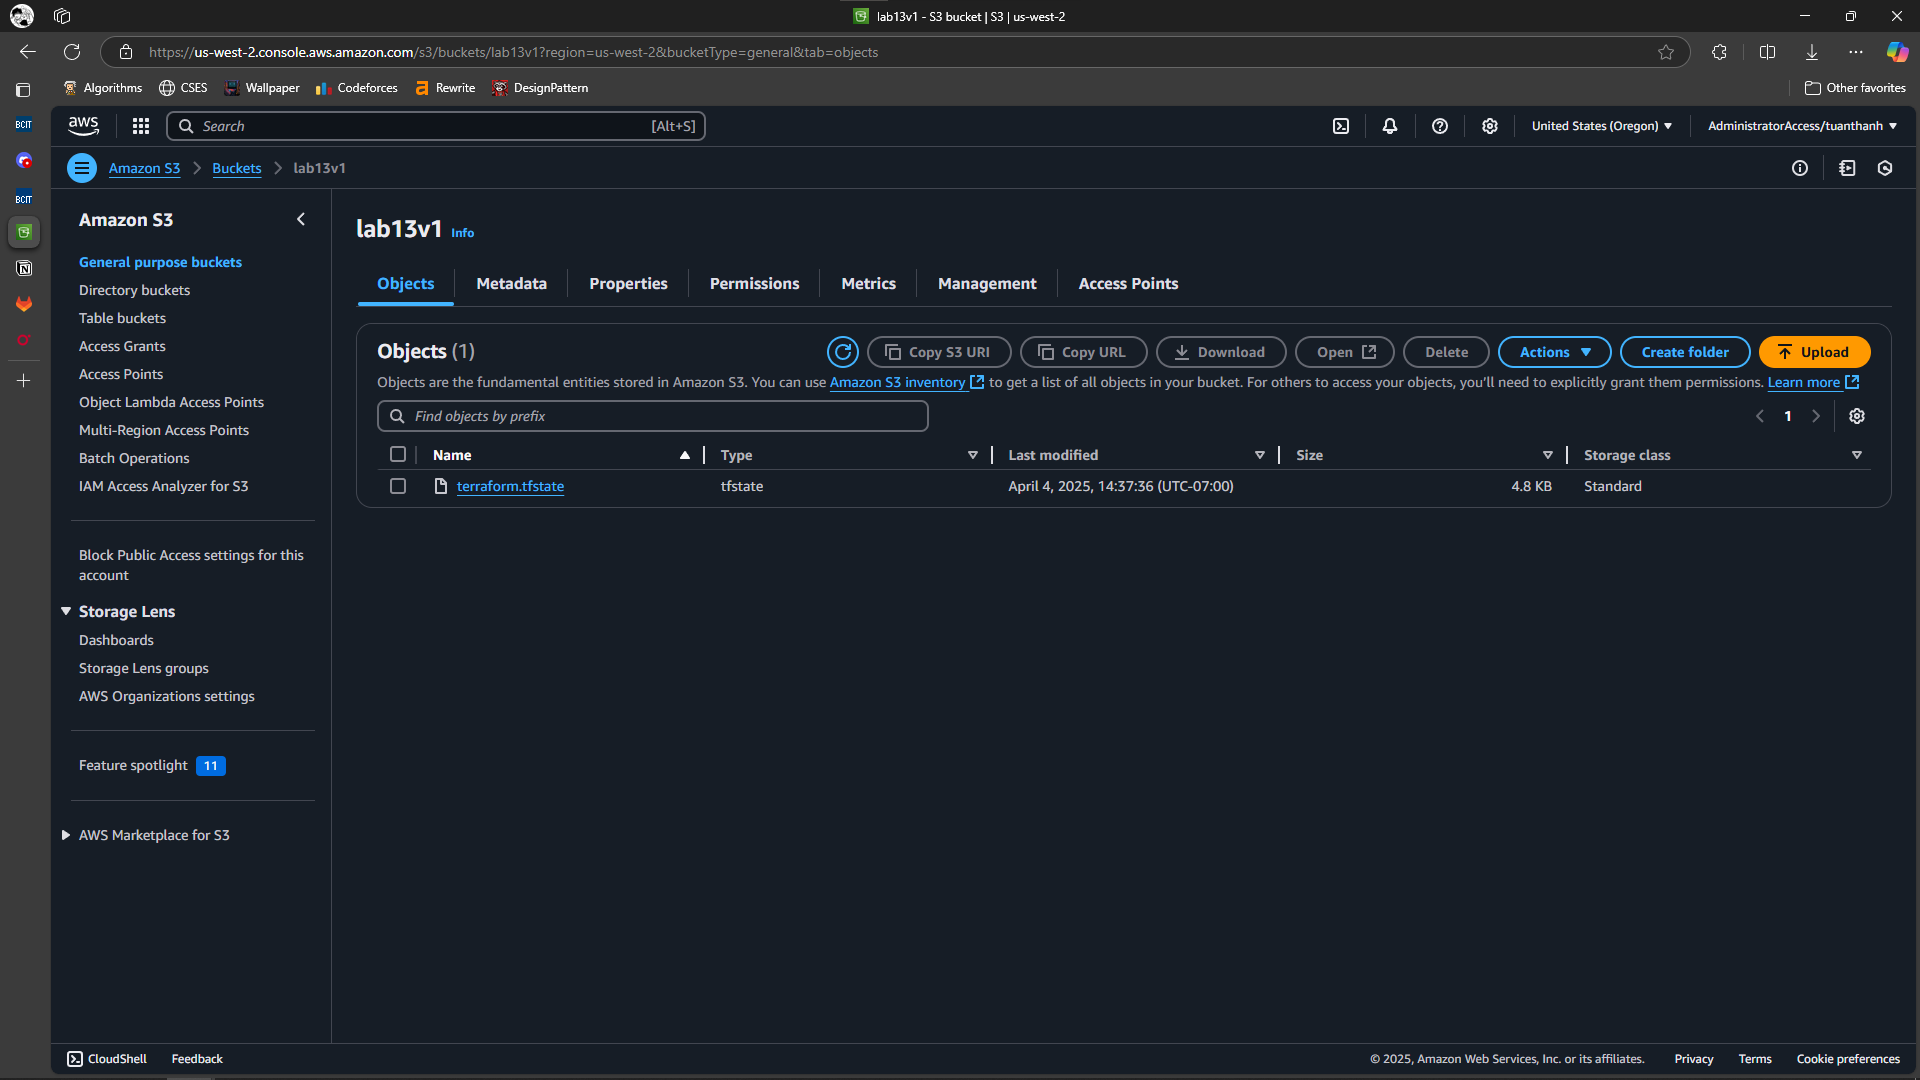 lab13v1 - S3 bucket | S3 | us-west-2
https://us-west-2.console.aws.amazon.com/s3/buckets/lab13v1?region=us-west-2&bucketType=general&tab=objects
Algorithms CSES Wallpaper Codeforces Rewrite DesignPattern Other favorites
BCIT
BCIT
aws Search [Alt+S] United States (Oregon) AdministratorAccess/tuanthanh
Amazon S3 Buckets lab13v1
Amazon S3
General purpose buckets
Directory buckets
Table buckets
Access Grants
Access Points
Object Lambda Access Points
Multi-Region Access Points
Batch Operations
IAM Access Analyzer for S3
Block Public Access settings for this
account
Storage Lens
Dashboards
Storage Lens groups
AWS Organizations settings
Feature spotlight 11
AWS Marketplace for S3
lab13v1 Info
Objects Metadata Properties Permissions Metrics Management Access Points
Objects (1) Copy S3 URI Copy URL Download Open Delete Actions Create folder Upload
Objects are the fundamental entities stored in Amazon S3. You can use Amazon S3 inventory to get a list of all objects in your bucket. For others to access your objects, you'll need to explicitly grant them permissions. Learn more
Find objects by prefix 1
Name Type Last modified Size Storage class
terraform.tfstate tfstate April 4, 2025, 14:37:36 (UTC-07:00) 4.8 KB Standard
CloudShell Feedback © 2025, Amazon Web Services, Inc. or its affiliates. Privacy Terms Cookie preferences